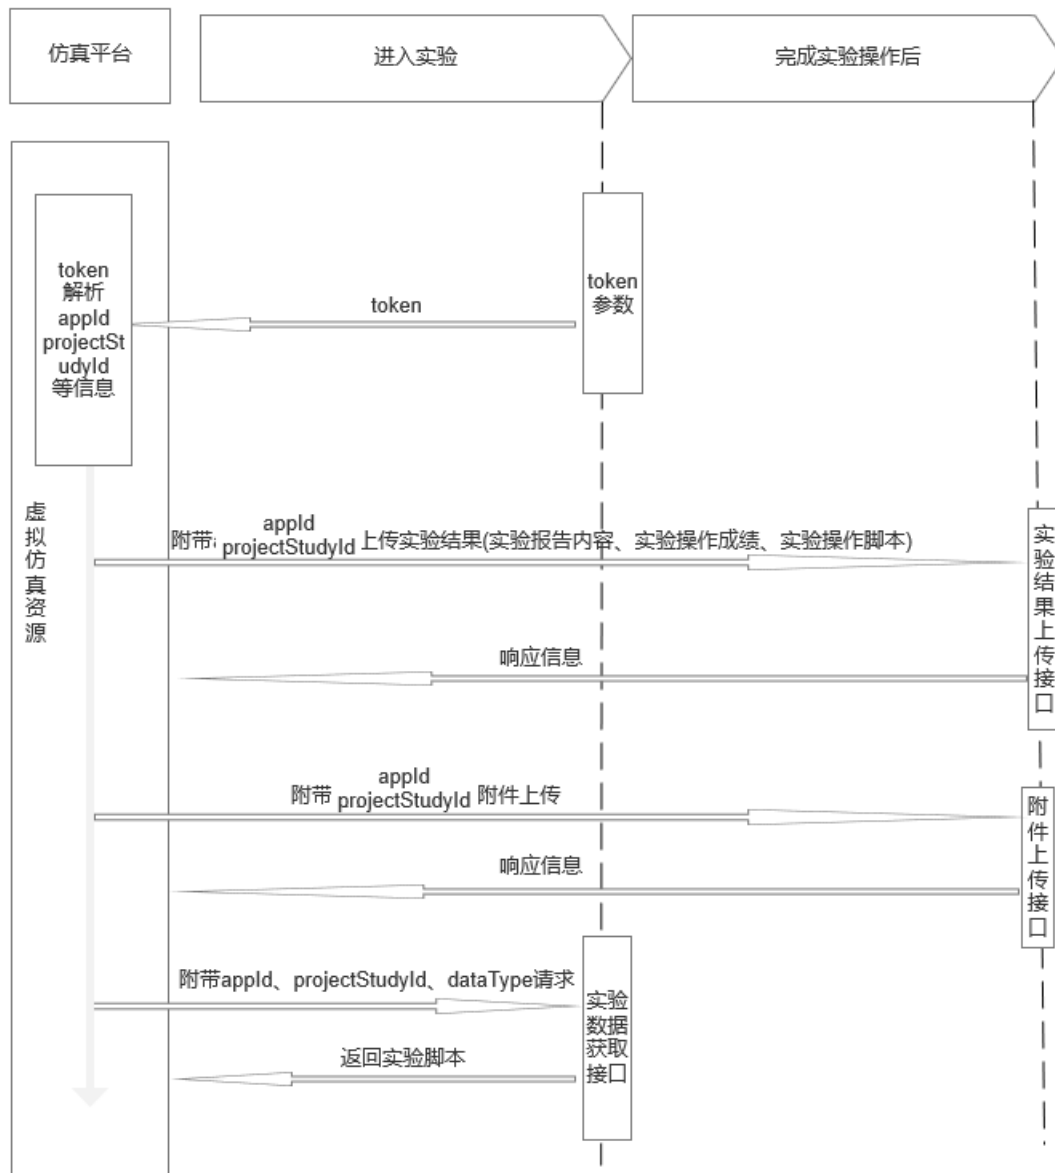 仿真平台
进入实验
完成实验操作后
token
解析
appId
projectSt
udyId
等信息
token
token
参数
虚拟仿真资源
附带 appId
projectStudyId 上传实验结果(实验报告内容、实验操作成绩、实验操作脚本)
实验结果上传接口
响应信息
附带 appId
projectStudyId 附件上传
附件上传接口
响应信息
附带appId、projectStudyId、dataType请求
实验
数据
获取
接口
返回实验脚本